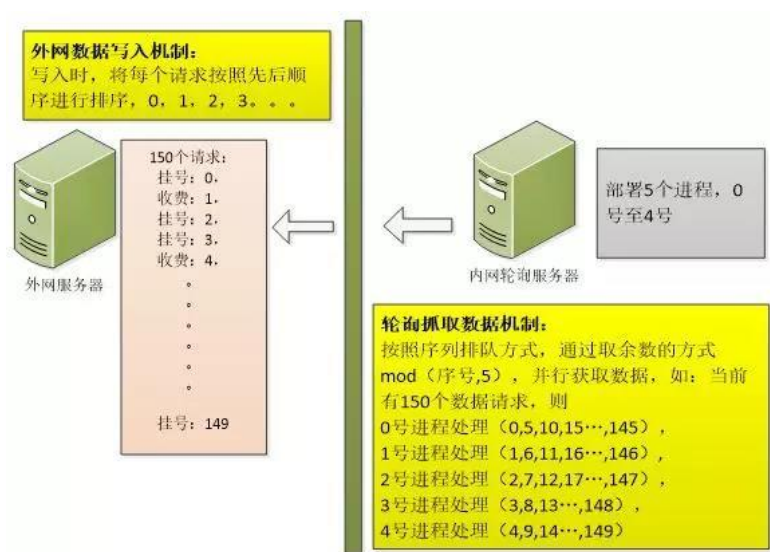 外网数据写入机制：
写入时，将每个请求按照先后顺
序进行排序，0，1，2，3。。。
150个请求：
挂号：0，
收费：1，
挂号：2，
挂号：3，
收费：4，
。
。
。
。
。
。
挂号：149
外网服务器
部署5个进程，0
号至4号
内网轮询服务器
轮询抓取数据机制：
按照序列排队方式，通过取余数的方式
mod（序号,5），并行获取数据，如：当前
有150个数据请求，则
0号进程处理（0,5,10,15…,145），
1号进程处理（1,6,11,16…,146），
2号进程处理（2,7,12,17…,147），
3号进程处理（3,8,13…,148），
4号进程处理（4,9,14…,149）